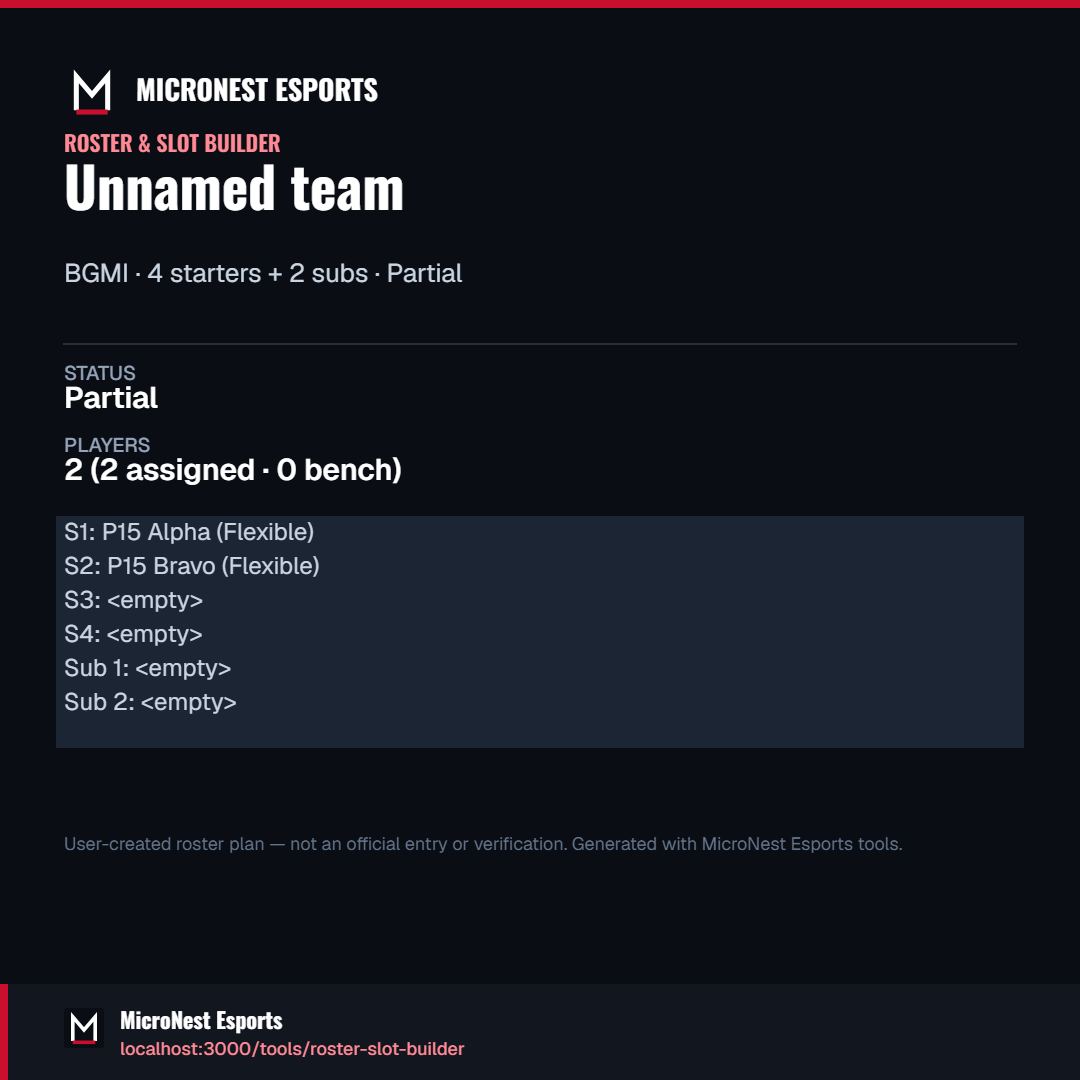 MICRONEST ESPORTS
ROSTER & SLOT BUILDER
Unnamed team
BGMI · 4 starters + 2 subs · Partial
STATUS
Partial
PLAYERS
2 (2 assigned · 0 bench)
S1: P15 Alpha (Flexible)
S2: P15 Bravo (Flexible)
S3: <empty>
S4: <empty>
Sub 1: <empty>
Sub 2: <empty>
User-created roster plan — not an official entry or verification. Generated with MicroNest Esports tools.
MicroNest Esports
localhost:3000/tools/roster-slot-builder